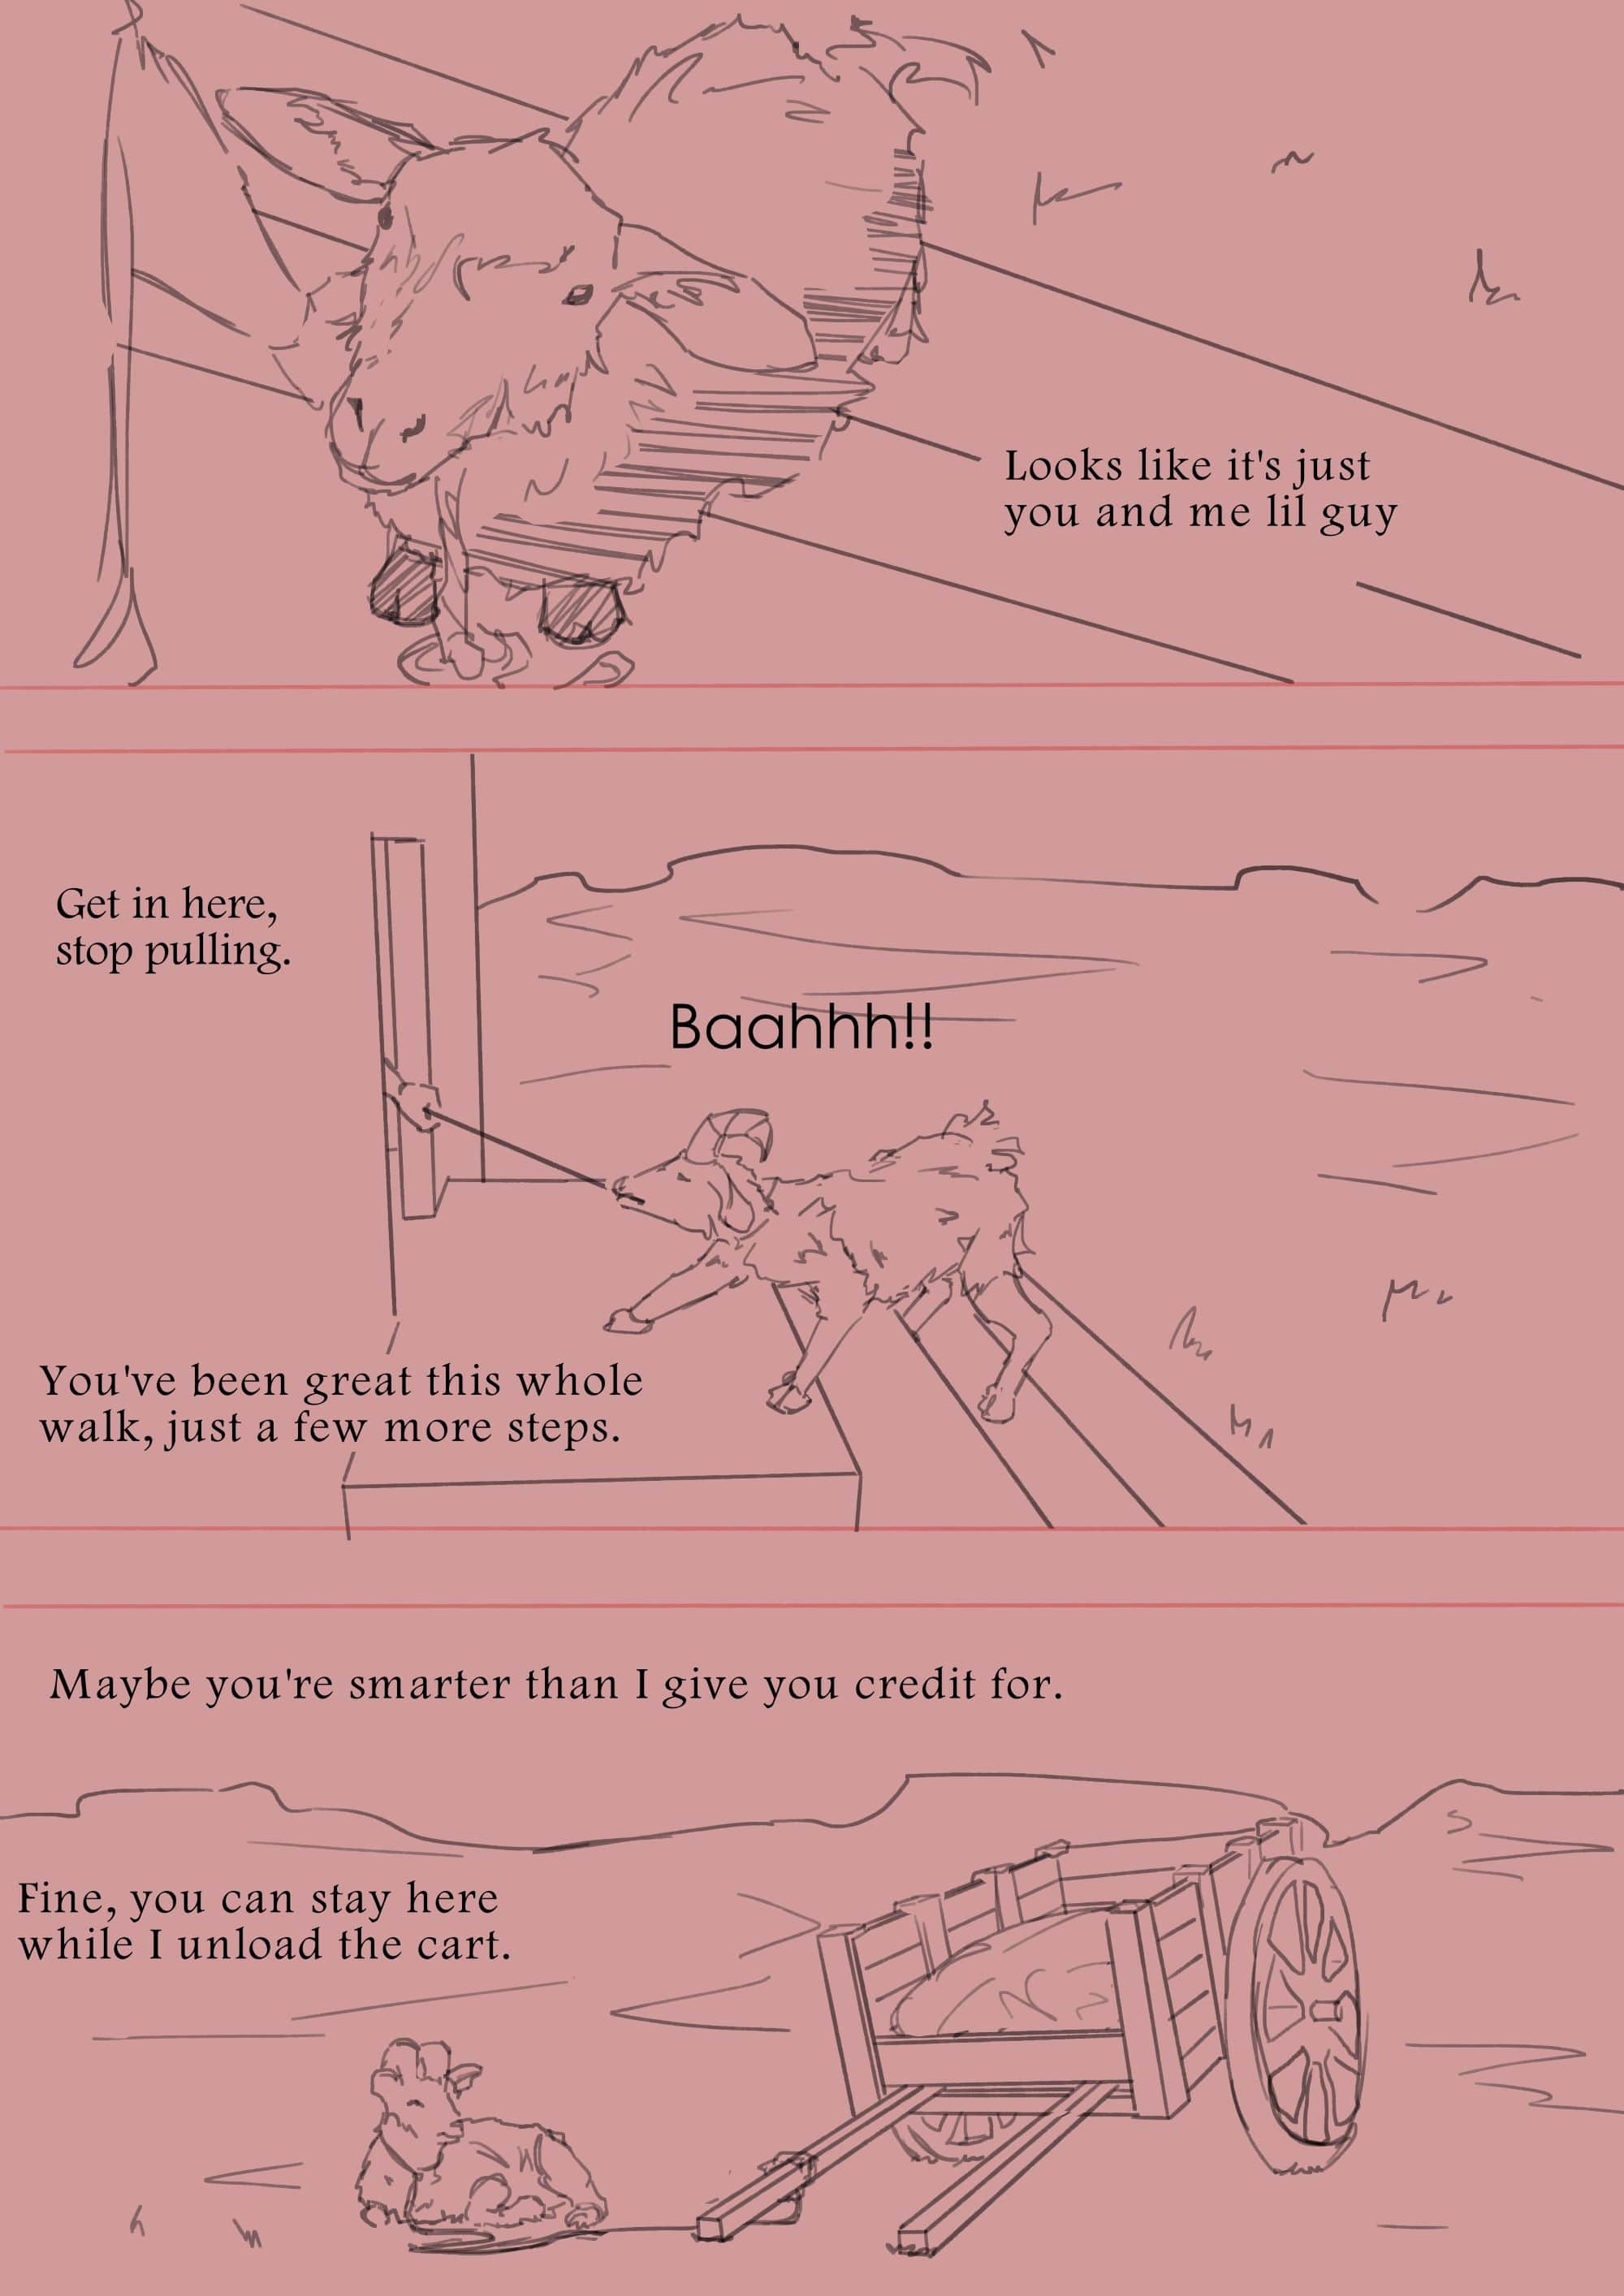 Looks like it's just
you and me lil guy
Get in here,
stop pulling.
Baahhh!!
You've been great this whole
walk, just a few more steps.
Maybe you're smarter than I give you credit for.
Fine, you can stay here
while I unload the cart.